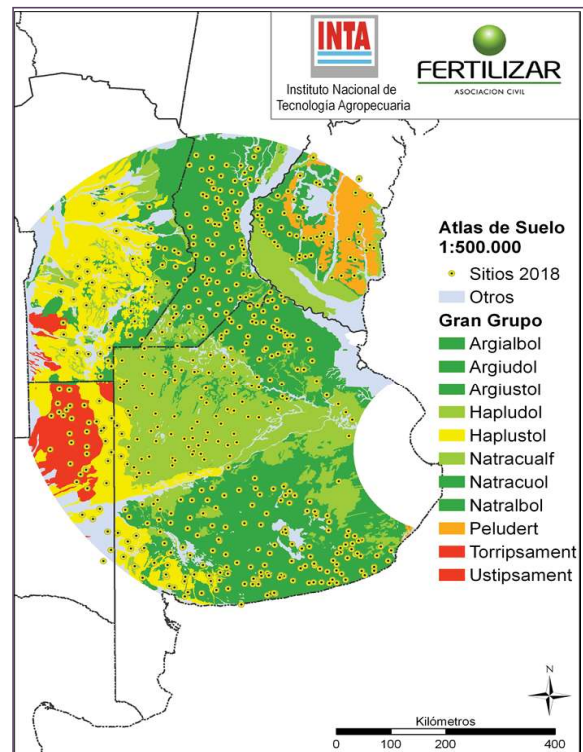 INTA
Instituto Nacional de
Tecnología Agropecuaria
FERTILIZAR
ASOCIACION CIVIL
Atlas de Suelo
1:500.000
Sitios 2018
Otros
Gran Grupo
Argialbol
Argiudol
Argiustol
Hapludol
Haplustol
Natracualf
Natracuol
Natralbol
Peludert
Torripsament
Ustipsament
N
Kilómetros
0 100 200 400